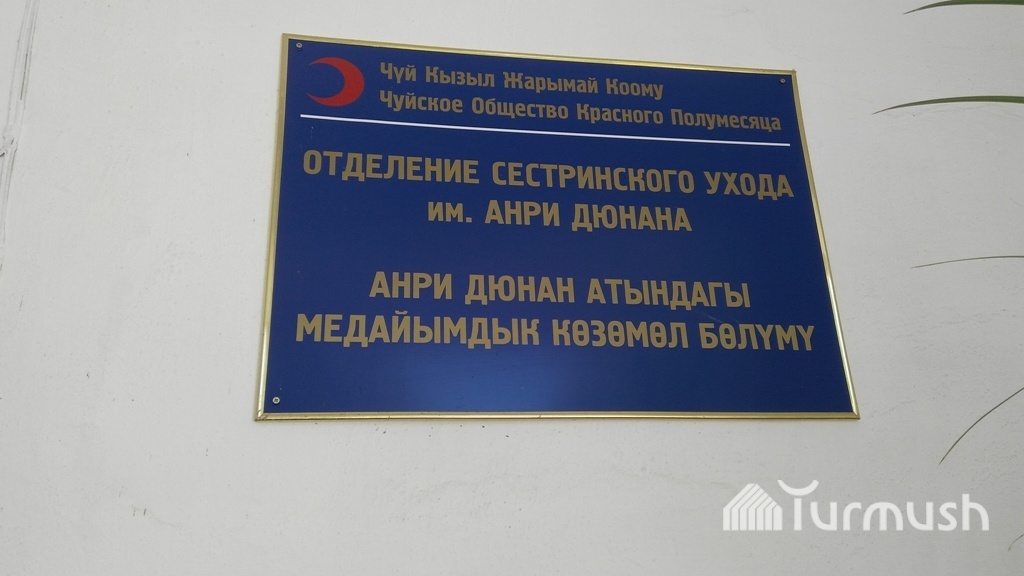 Чүй Кызыл Жарымай Коому
Чуйское Общество Красного Полумесяца
ОТДЕЛЕНИЕ СЕСТРИНСКОГО УХОДА
им. АНРИ ДЮНАНА
АНРИ ДЮНАН АТЫНДАГЫ
МЕДАЙЫМДЫК КӨЗӨМӨЛ БӨЛҮМҮ
Turmush